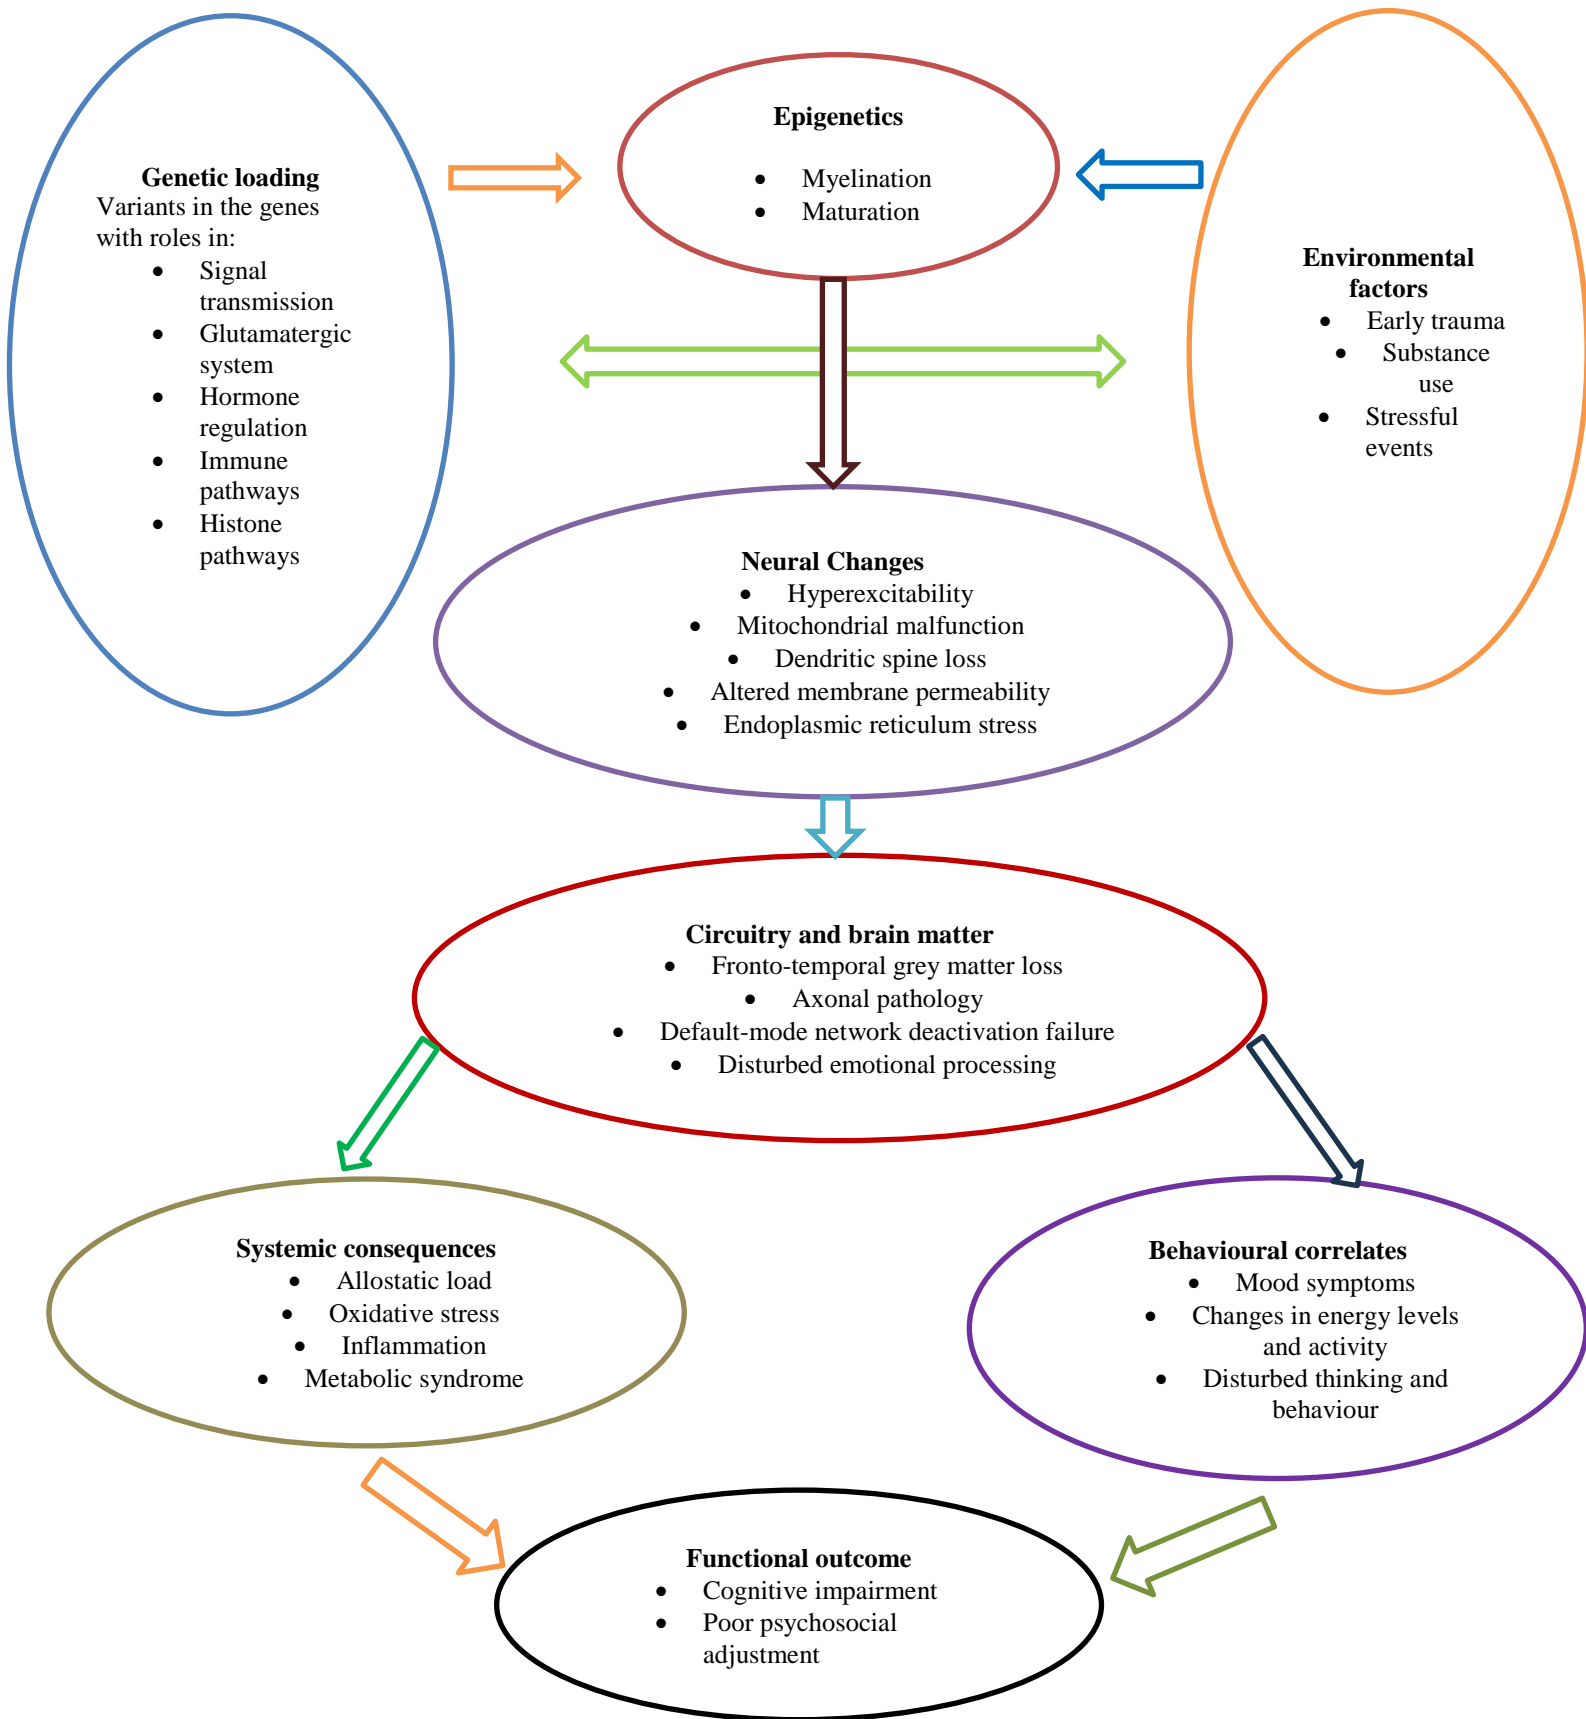 Epigenetics
• Myelination
• Maturation
Genetic loading
Variants in the genes
with roles in:
• Signal
transmission
• Glutamatergic
system
• Hormone
regulation
• Immune
pathways
• Histone
pathways
Environmental
factors
• Early trauma
• Substance
use
• Stressful
events
Neural Changes
• Hyperexcitability
• Mitochondrial malfunction
• Dendritic spine loss
• Altered membrane permeability
• Endoplasmic reticulum stress
Circuitry and brain matter
• Fronto-temporal grey matter loss
• Axonal pathology
• Default-mode network deactivation failure
• Disturbed emotional processing
Systemic consequences
• Allostatic load
• Oxidative stress
• Inflammation
• Metabolic syndrome
Behavioural correlates
• Mood symptoms
• Changes in energy levels
and activity
• Disturbed thinking and
behaviour
Functional outcome
• Cognitive impairment
• Poor psychosocial
adjustment